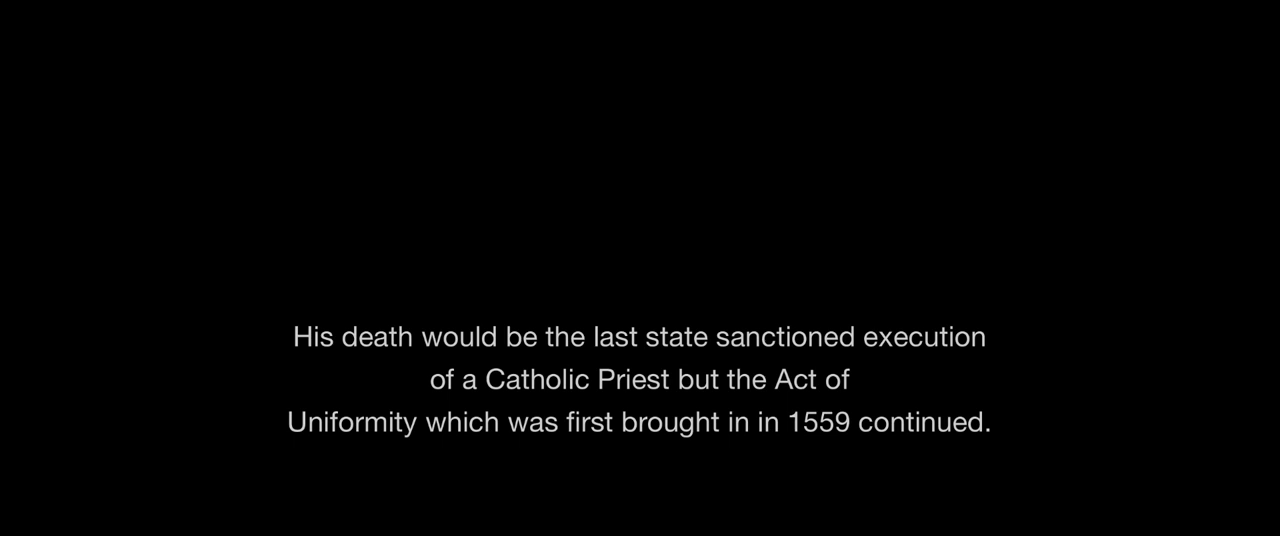 His death would be the last state sanctioned execution
of a Catholic Priest but the Act of
Uniformity which was first brought in in 1559 continued.